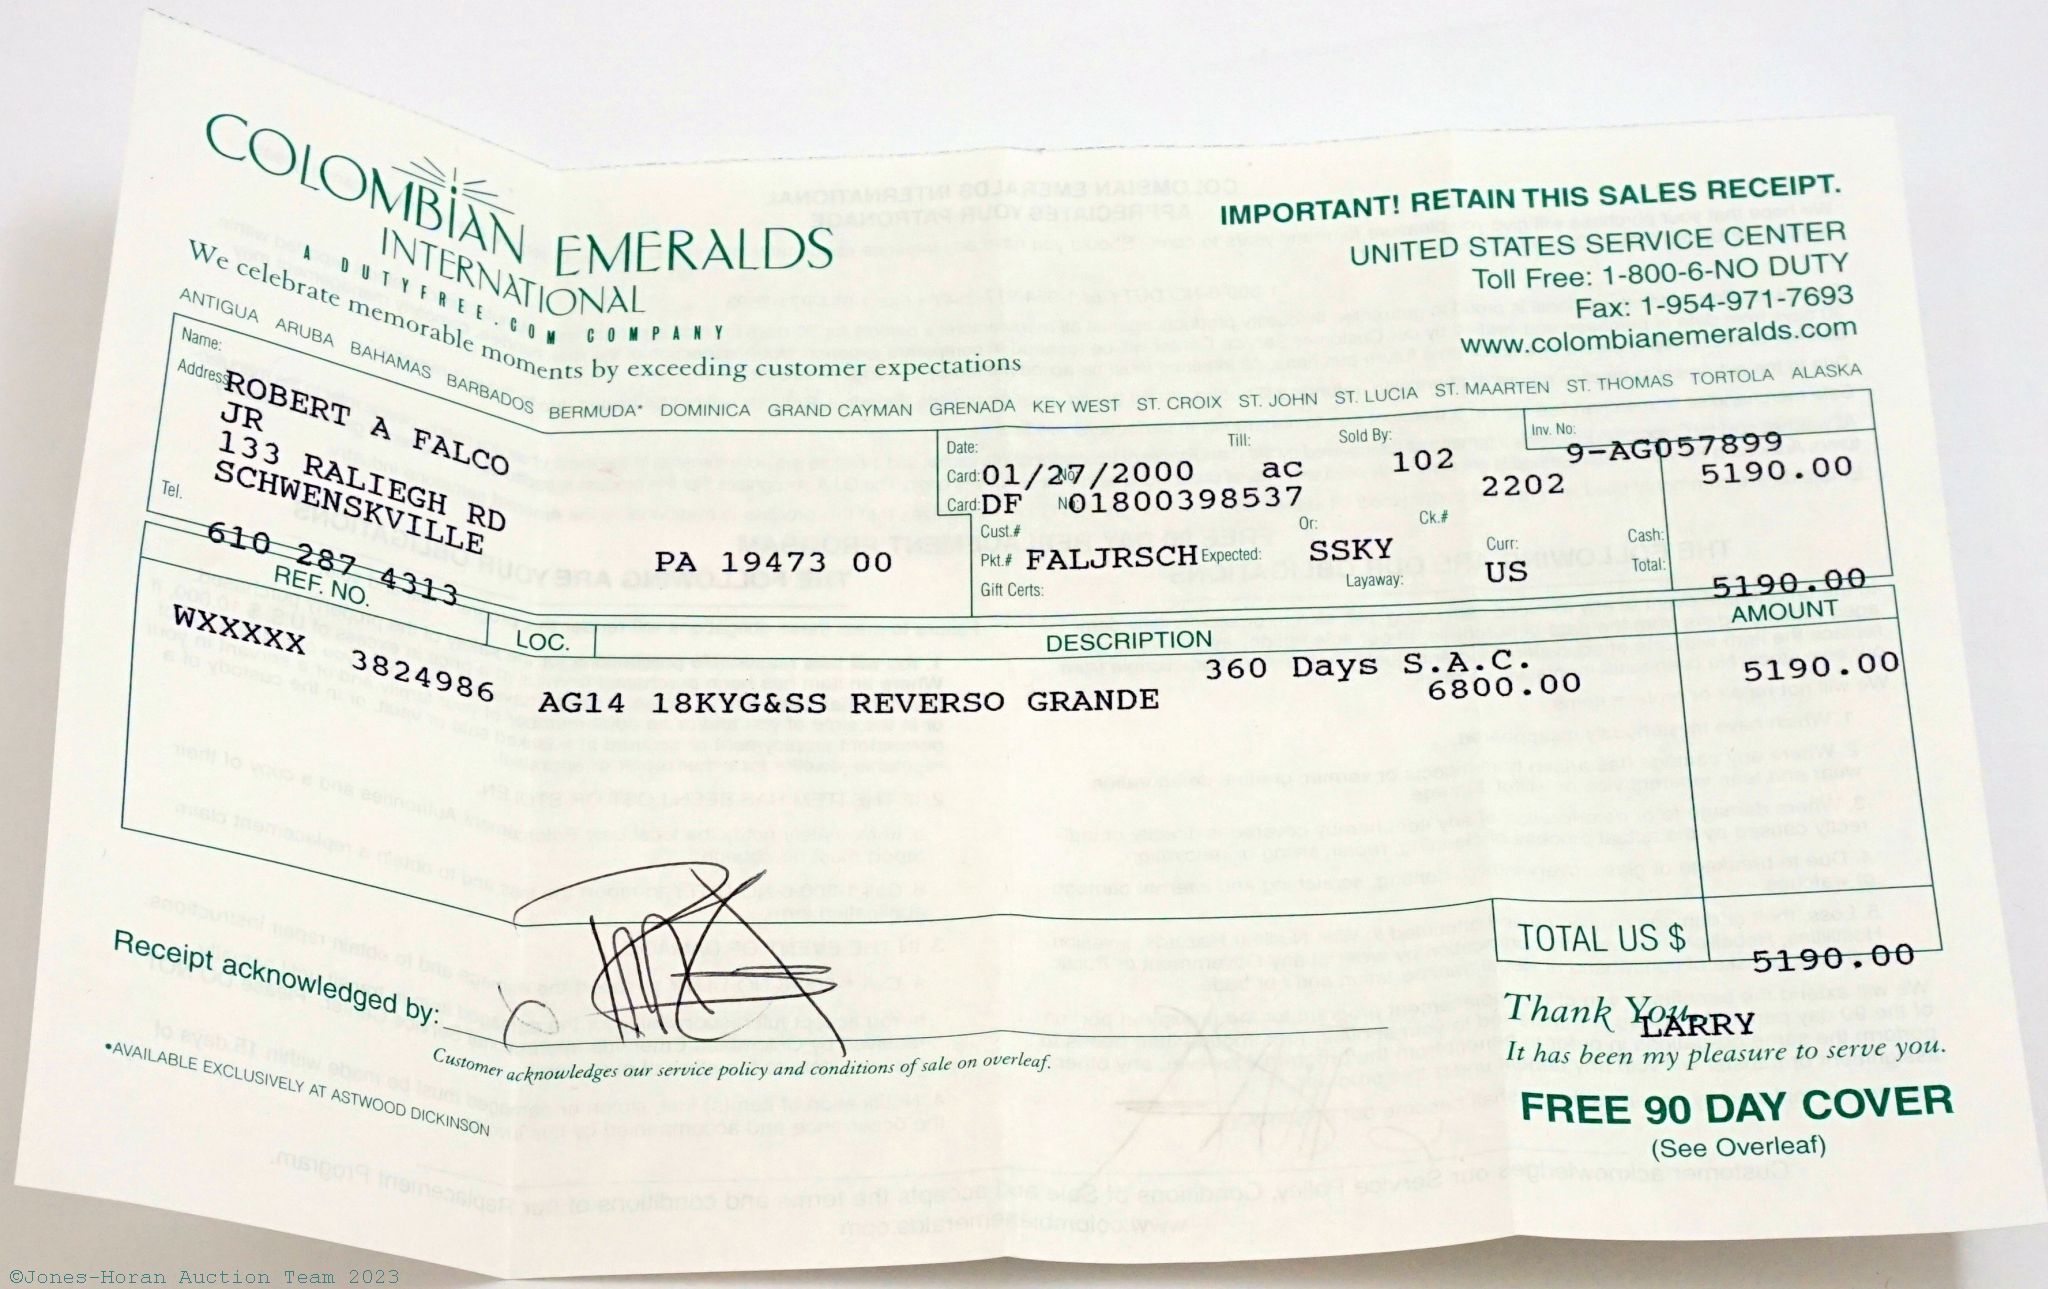 COLOMBIAN EMERALDS
INTERNATIONAL
A DUTYFREE.COM COMPANY
We celebrate memorable moments by exceeding customer expectations
IMPORTANT! RETAIN THIS SALES RECEIPT.
UNITED STATES SERVICE CENTER
Toll Free: 1-800-6-NO DUTY
Fax: 1-954-971-7693
www.colombianemeralds.com
ANTIGUA ARUBA BAHAMAS BARBADOS BERMUDA* DOMINICA GRAND CAYMAN GRENADA KEY WEST ST. CROIX ST. JOHN ST. LUCIA ST. MAARTEN ST. THOMAS TORTOLA ALASKA
Name:
Address:
ROBERT A FALCO
JR
133 RALIEGH RD
SCHWENSKVILLE
PA 19473 00
Tel.
610 287 4313
Date: Till: Sold By: Inv. No:
01/27/2000 ac 102 9-AG057899
Card: No
DF 01800398537 2202 5190.00
Card: No
Cust.# Or: Ck.# Cash:
FALJRSCH SSKY
Pkt.# Expected: Curr: Total:
US 5190.00
Gift Certs: Layaway:
REF. NO. LOC. DESCRIPTION AMOUNT
WXXXXX 3824986 360 Days S.A.C. 5190.00
AG14 18KYG&SS REVERSO GRANDE 6800.00
TOTAL US $ 5190.00
Receipt acknowledged by:
Customer acknowledges our service policy and conditions of sale on overleaf.
*AVAILABLE EXCLUSIVELY AT ASTWOOD DICKINSON
Thank You,
LARRY
It has been my pleasure to serve you.
FREE 90 DAY COVER
(See Overleaf)
©Jones-Horan Auction Team 2023